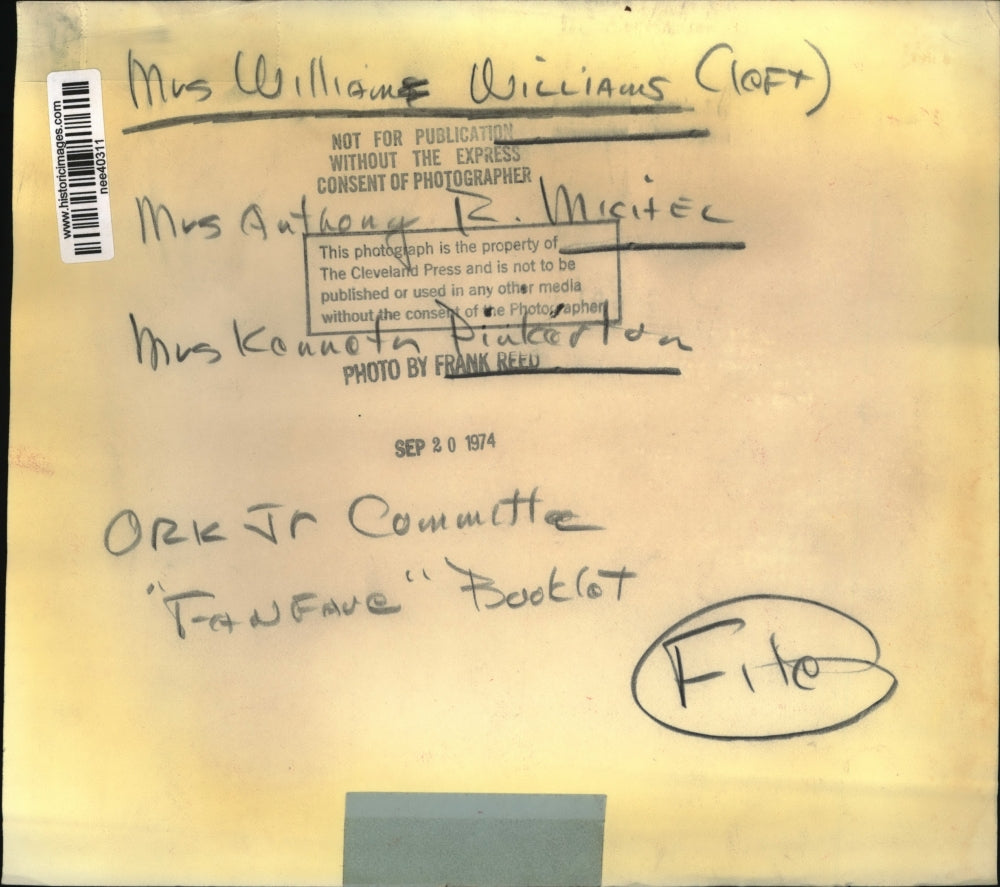 www.historicimages.com
nee40311
Mrs Williams Williams (left)
NOT FOR PUBLICATION
WITHOUT THE EXPRESS
CONSENT OF PHOTOGRAPHER
Mrs Anthony R. Micitec
This photograph is the property of
The Cleveland Press and is not to be
published or used in any other media
without the consent of the Photographer
Mrs Kenneth Pinkerton
PHOTO BY FRANK REED
SEP 20 1974
ORK Jr Committee
"FANFARE" Booklet